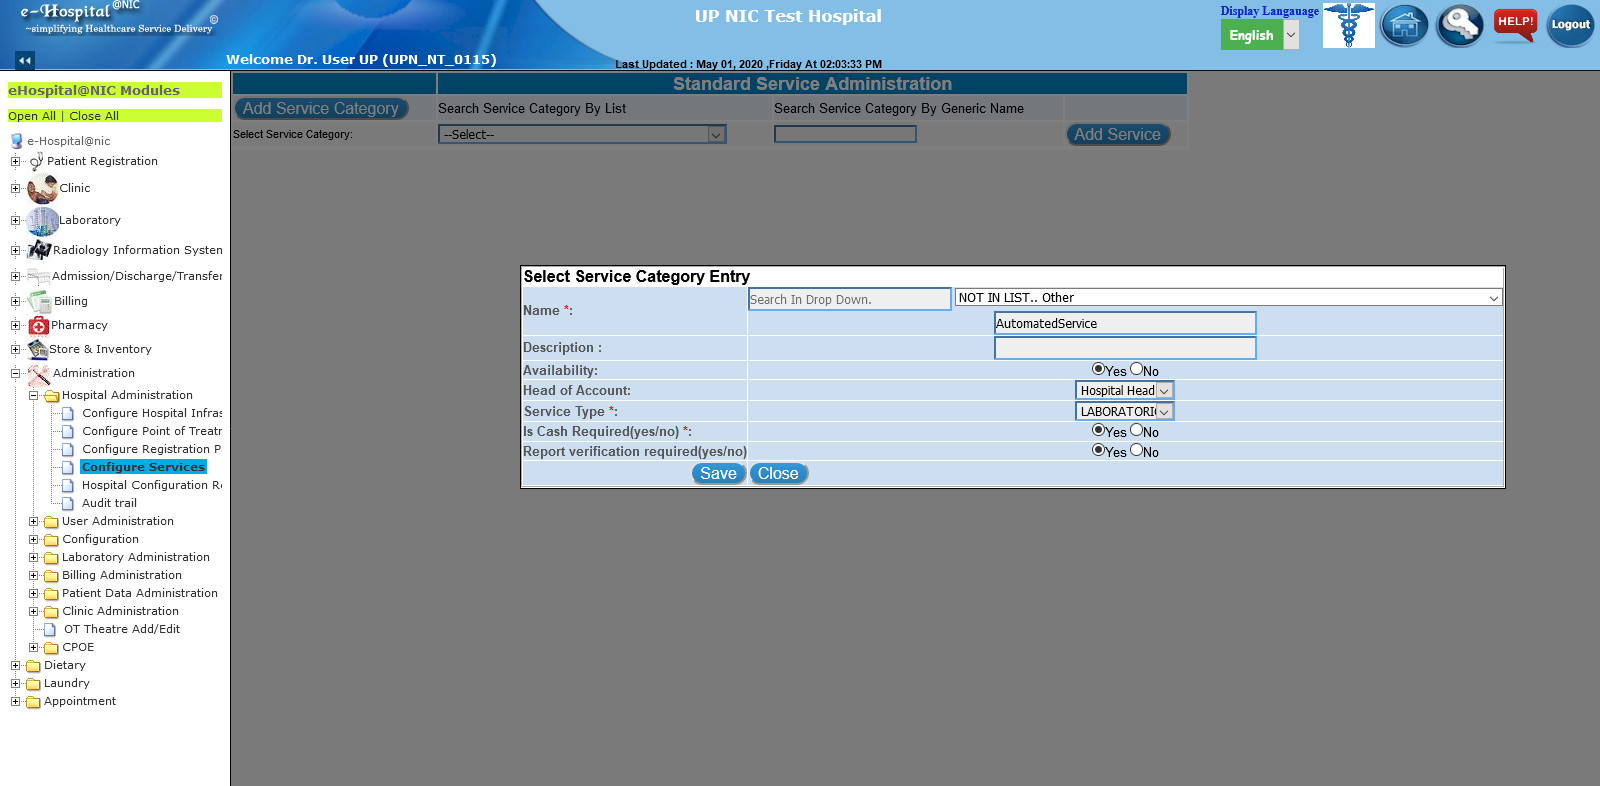 e-Hospital@NIC
©
~simplifying Healthcare Service Delivery
UP NIC Test Hospital
Display Langauage
English
HELP!
Logout
Welcome Dr. User UP (UPN_NT_0115)
Last Updated : May 01, 2020 ,Friday At 02:03:33 PM
eHospital@NIC Modules
Open All | Close All
e-Hospital@nic
Patient Registration
Clinic
Laboratory
Radiology Information System
Admission/Discharge/Transfer
Billing
Pharmacy
Store & Inventory
Administration
Hospital Administration
Configure Hospital Infras
Configure Point of Treatn
Configure Registration P
Configure Services
Hospital Configuration Re
Audit trail
User Administration
Configuration
Laboratory Administration
Billing Administration
Patient Data Administration
Clinic Administration
OT Theatre Add/Edit
CPOE
Dietary
Laundry
Appointment
Standard Service Administration
Add Service Category Search Service Category By List Search Service Category By Generic Name
Select Service Category: --Select-- Add Service
Select Service Category Entry
Name *: Search In Drop Down. NOT IN LIST.. Other
AutomatedService
Description :
Availability: Yes No
Head of Account: Hospital Head
Service Type *: LABORATORI
Is Cash Required(yes/no) *: Yes No
Report verification required(yes/no) Yes No
Save Close